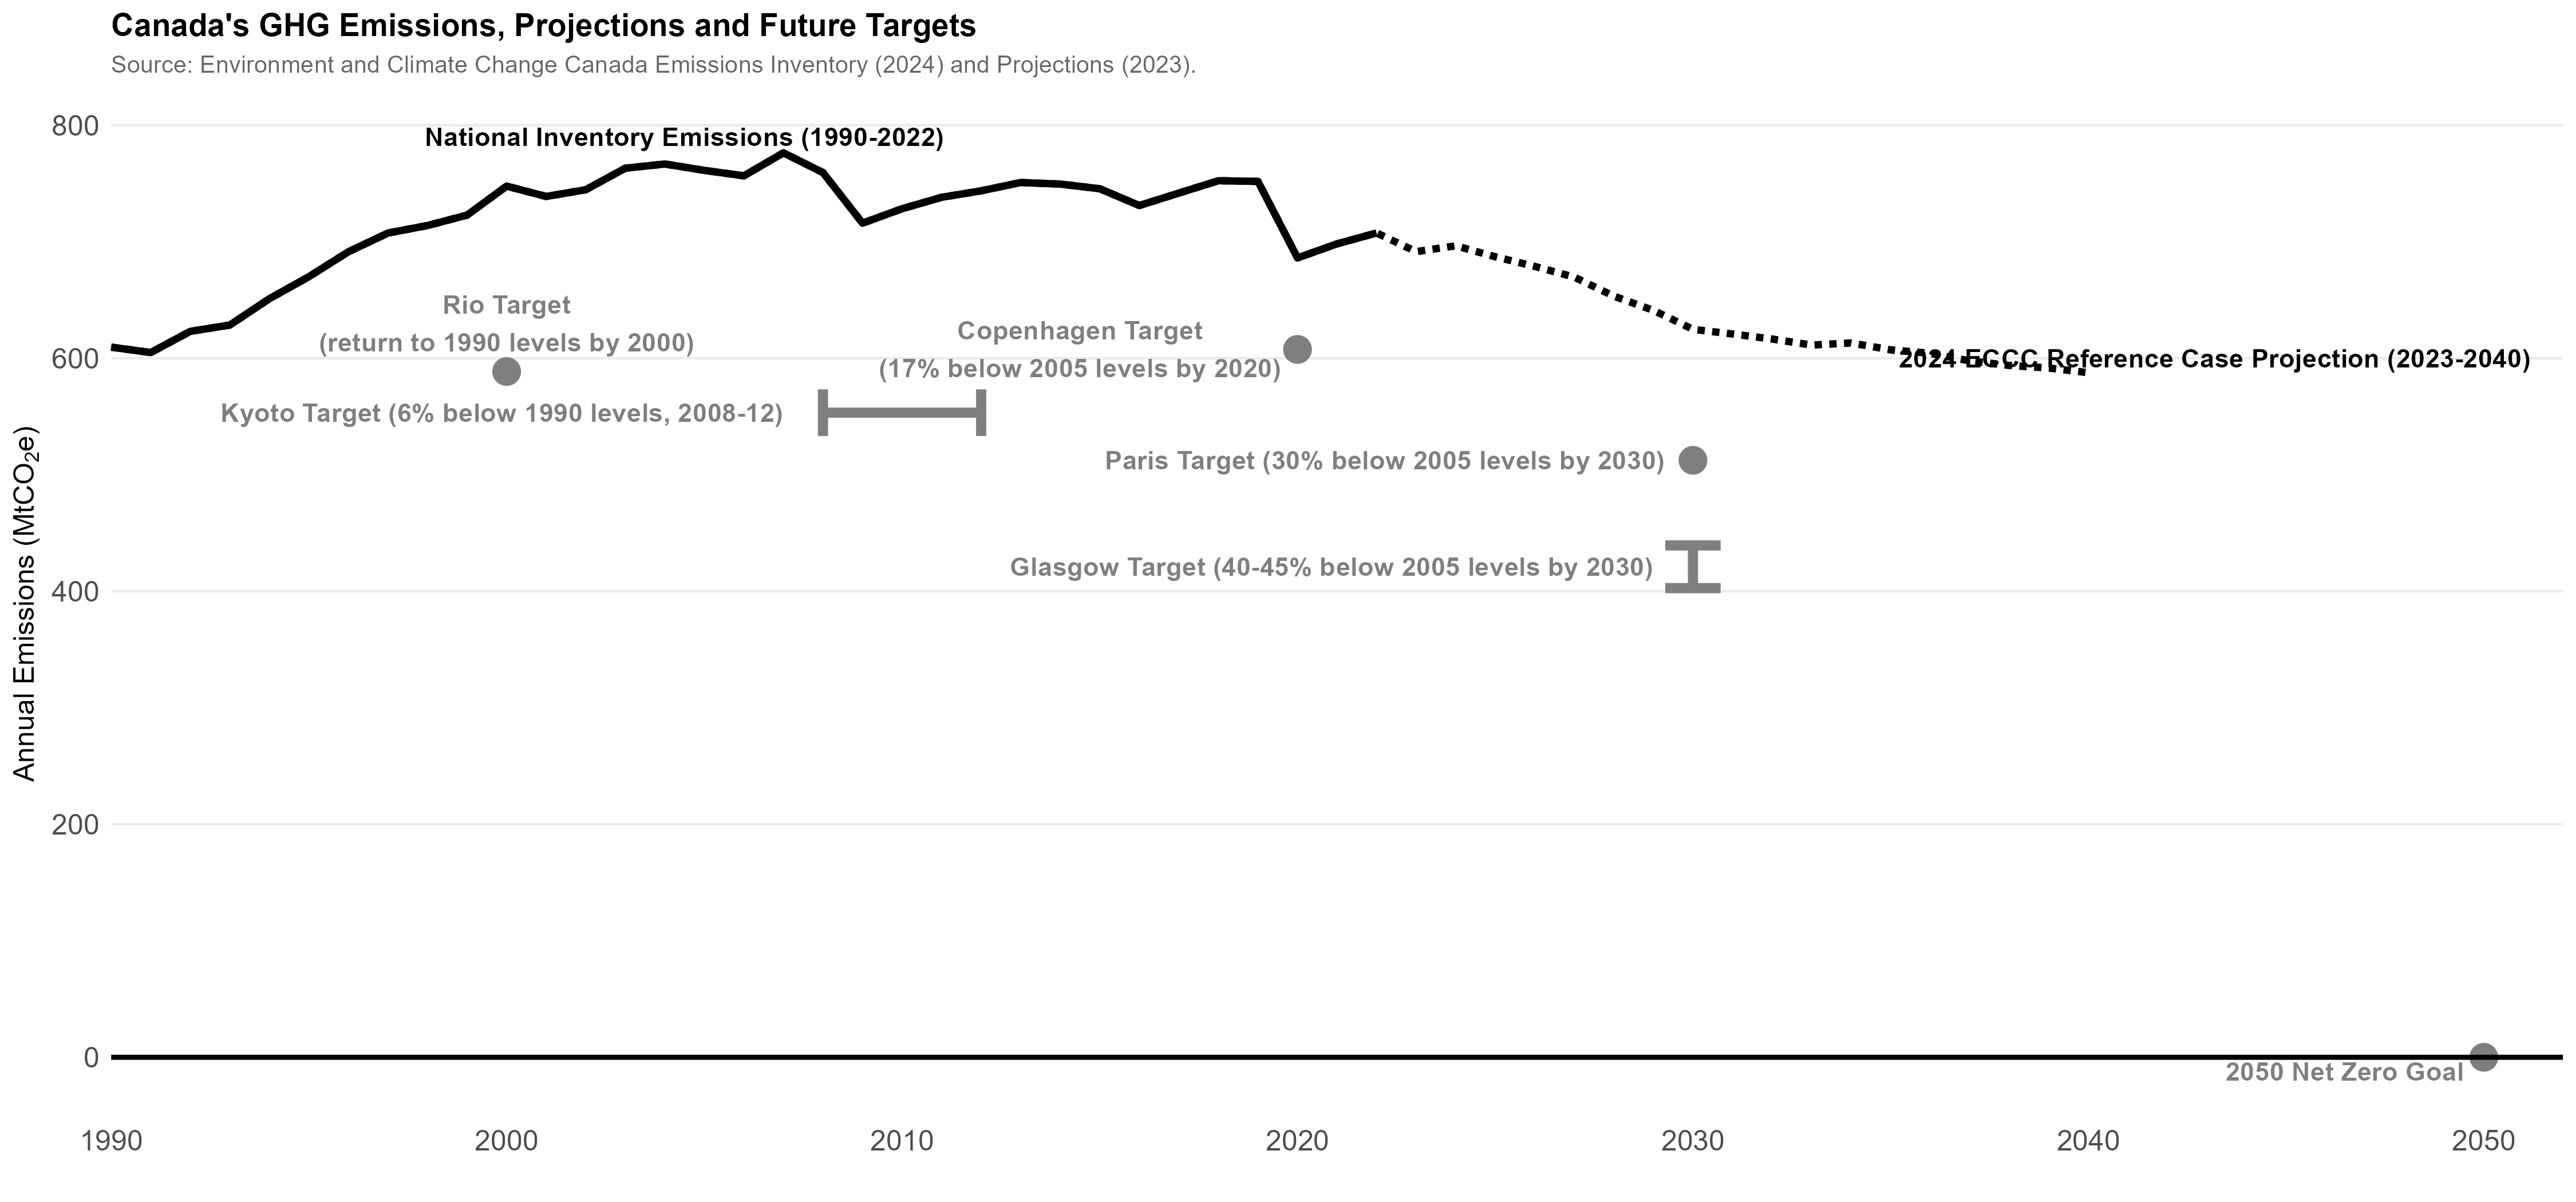 Canada's GHG Emissions, Projections and Future Targets
Source: Environment and Climate Change Canada Emissions Inventory (2024) and Projections (2023).
Annual Emissions (MtCO₂e)
800
600
400
200
0
National Inventory Emissions (1990-2022)
Rio Target
(return to 1990 levels by 2000)
Copenhagen Target
(17% below 2005 levels by 2020)
2024 ECCC Reference Case Projection (2023-2040)
Kyoto Target (6% below 1990 levels, 2008-12)
Paris Target (30% below 2005 levels by 2030)
Glasgow Target (40-45% below 2005 levels by 2030)
2050 Net Zero Goal
1990 2000 2010 2020 2030 2040 2050